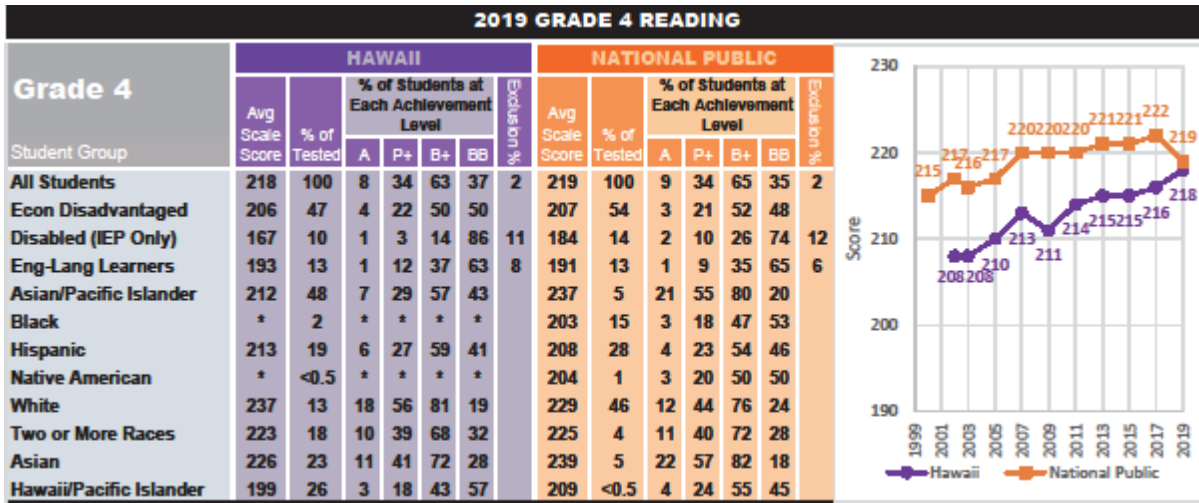 2019 GRADE 4 READING
Grade 4
Student Group
HAWAII
NATIONAL PUBLIC
Avg Scale Score
% of Tested
% of Students at Each Achievement Level
Exclusion %
A P+ B+ BB
Avg Scale Score
% of Tested
% of Students at Each Achievement Level
Exclusion %
A P+ B+ BB
All Students 218 100 8 34 63 37 2 219 100 9 34 65 35 2
Econ Disadvantaged 206 47 4 22 50 50 207 54 3 21 52 48
Disabled (IEP Only) 167 10 1 3 14 86 11 184 14 2 10 26 74 12
Eng-Lang Learners 193 13 1 12 37 63 8 191 13 1 9 35 65 6
Asian/Pacific Islander 212 48 7 29 57 43 237 5 21 55 80 20
Black * 2 * * * * 203 15 3 18 47 53
Hispanic 213 19 6 27 59 41 208 28 4 23 54 46
Native American * <0.5 * * * * 204 1 3 20 50 50
White 237 13 18 56 81 19 229 46 12 44 76 24
Two or More Races 223 18 10 39 68 32 225 4 11 40 72 28
Asian 226 23 11 41 72 28 239 5 22 57 82 18
Hawaii/Pacific Islander 199 26 3 18 43 57 209 <0.5 4 24 55 45
230
220
210
200
190
Score
215 217 216 217 220 220 220 221 221 222 219
208 208 210 213 211 214 215 215 216 218
1999 2001 2003 2005 2007 2009 2011 2013 2015 2017 2019
Hawaii National Public